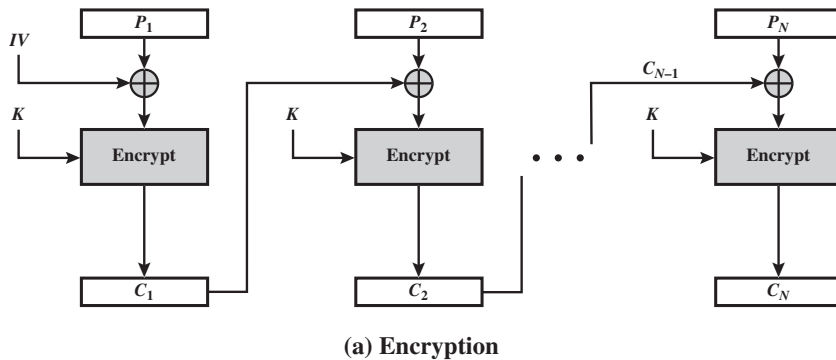 P1
P2
PN
IV
CN–1
K
K
K
Encrypt
Encrypt
Encrypt
C1
C2
CN
(a) Encryption